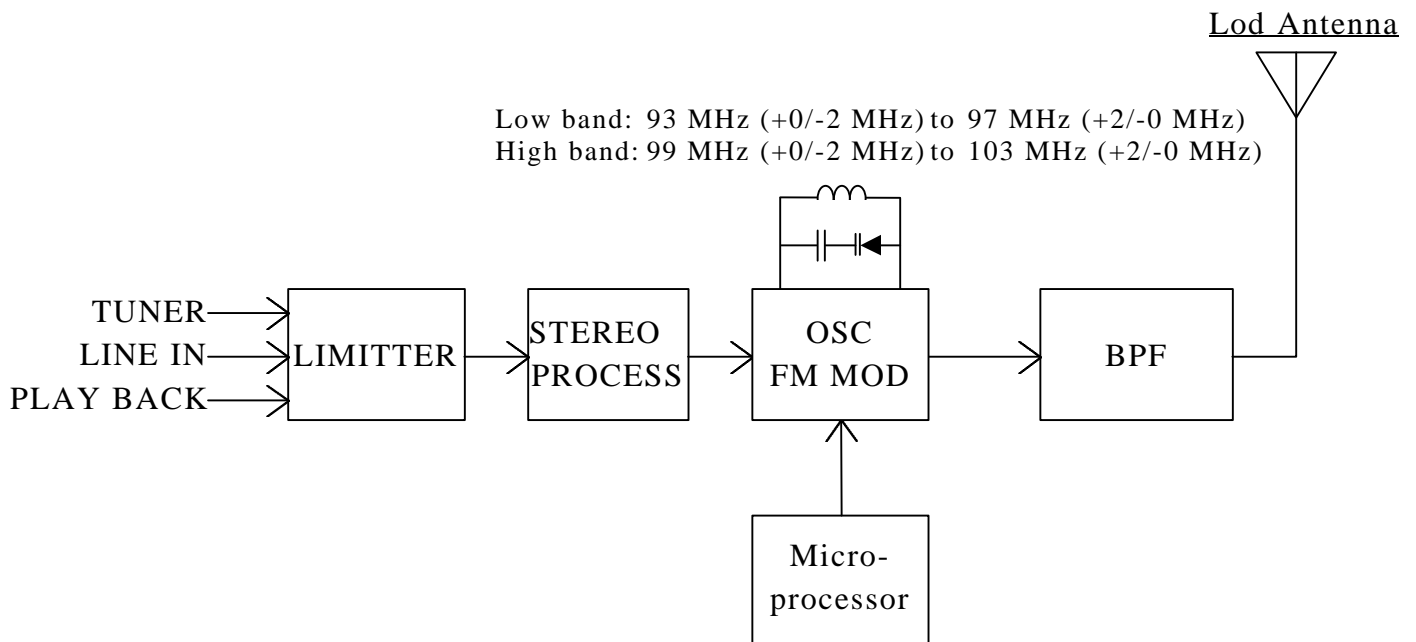 Lod Antenna
Low band: 93 MHz (+0/-2 MHz) to 97 MHz (+2/-0 MHz)
High band: 99 MHz (+0/-2 MHz) to 103 MHz (+2/-0 MHz)
TUNER
LINE IN
PLAY BACK
LIMITTER
STEREO
PROCESS
OSC
FM MOD
BPF
Micro-
processor